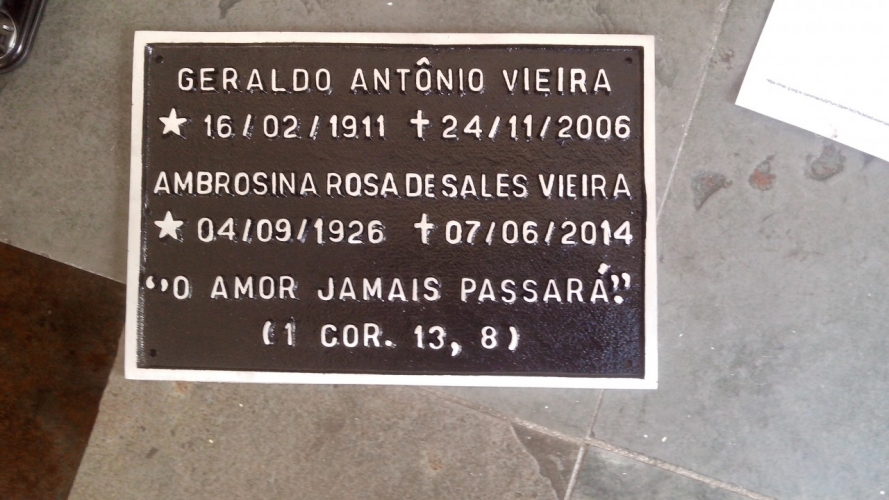 GERALDO ANTÔNIO VIEIRA
★ 16/02/1911 ✝ 24/11/2006
AMBROSINA ROSA DE SALES VIEIRA
★ 04/09/1926 ✝ 07/06/2014
“O AMOR JAMAIS PASSARÁ!”
(1 COR. 13, 8)